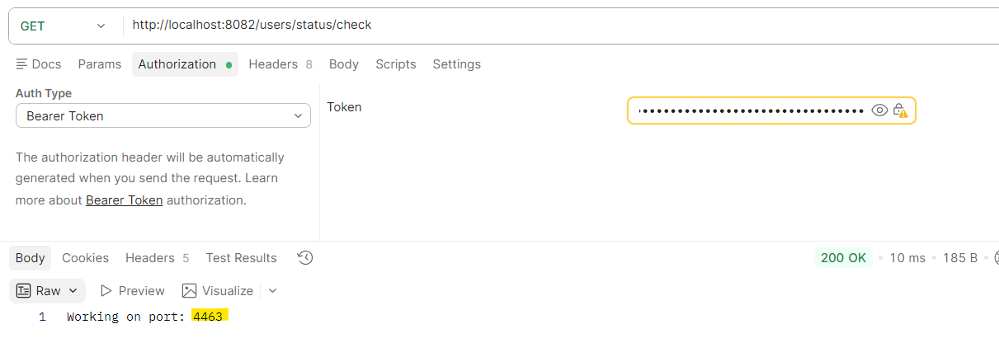 GET http://localhost:8082/users/status/check
Docs Params Authorization Headers 8 Body Scripts Settings
Auth Type
Bearer Token
The authorization header will be automatically
generated when you send the request. Learn
more about Bearer Token authorization.
Token ••••••••••••••••••••••••••••••••
Body Cookies Headers 5 Test Results 200 OK • 10 ms • 185 B •
Raw Preview Visualize
1 Working on port: 4463